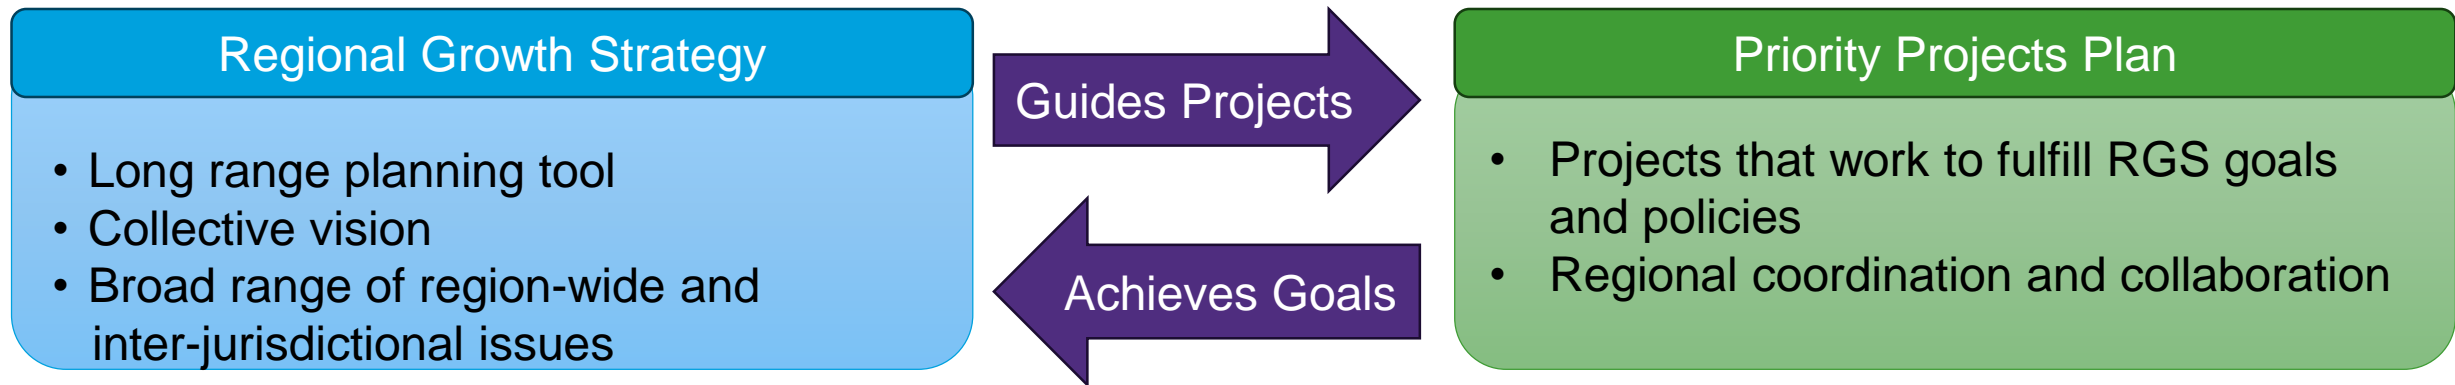 Regional Growth Strategy
• Long range planning tool
• Collective vision
• Broad range of region-wide and
inter-jurisdictional issues
Guides Projects
Achieves Goals
Priority Projects Plan
• Projects that work to fulfill RGS goals
and policies
• Regional coordination and collaboration